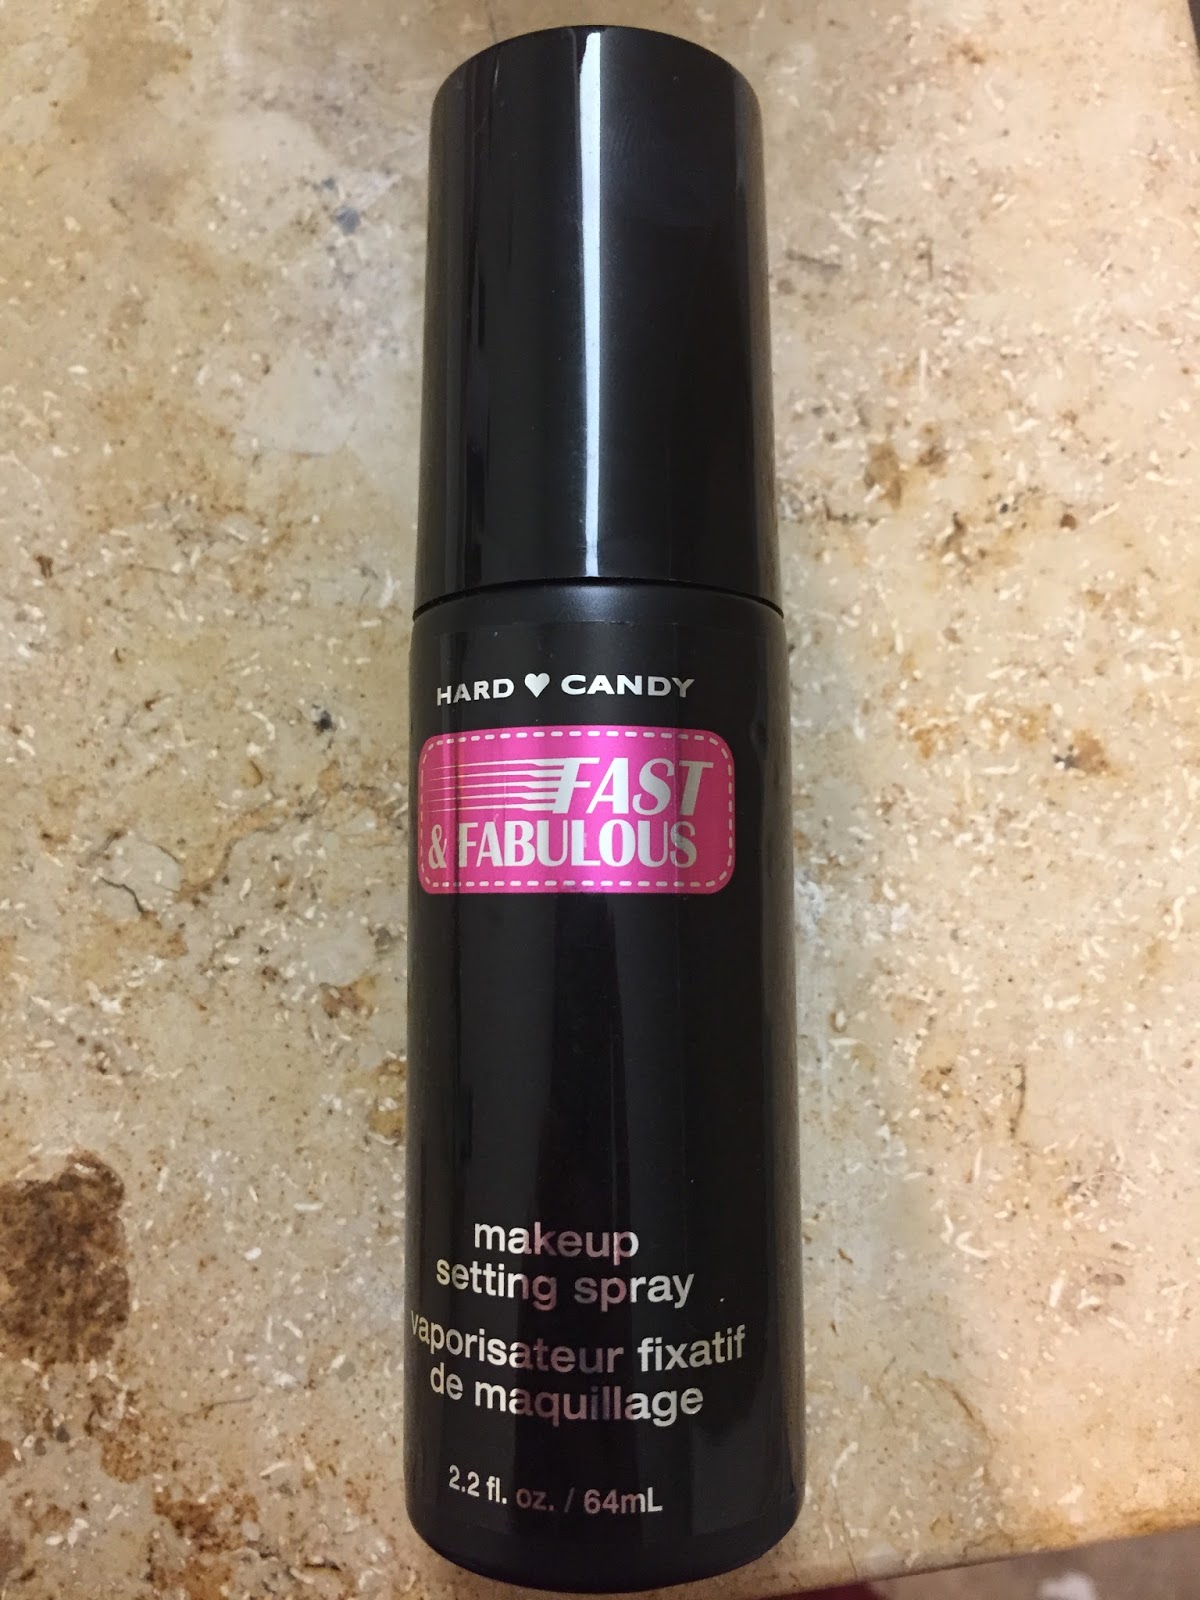 HARD ♥ CANDY
FAST
& FABULOUS
makeup
setting spray
vaporisateur fixatif
de maquillage
2.2 fl. oz. / 64mL